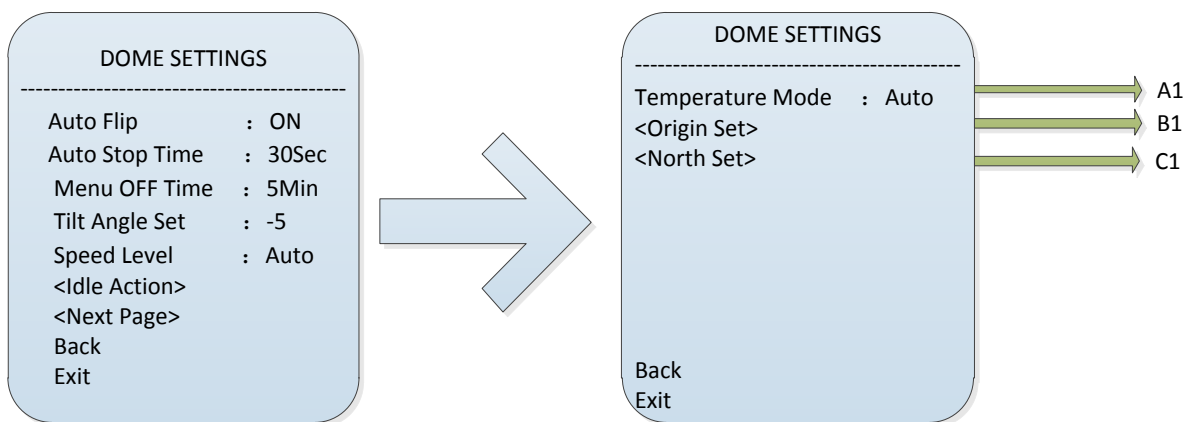 DOME SETTINGS
----------------------------------------
Auto Flip : ON
Auto Stop Time : 30Sec
Menu OFF Time : 5Min
Tilt Angle Set : -5
Speed Level : Auto
<Idle Action>
<Next Page>
Back
Exit
DOME SETTINGS
----------------------------------------
Temperature Mode : Auto
<Origin Set>
<North Set>
Back
Exit
A1
B1
C1